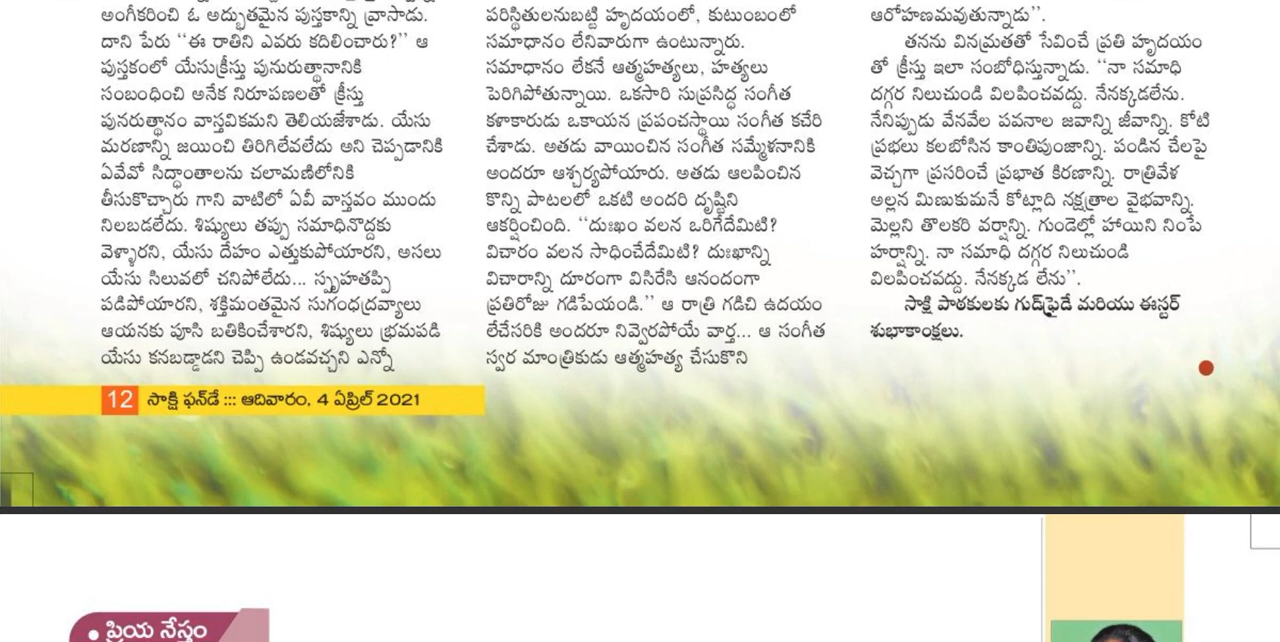 అంగీకరించి ఓ అద్భుతమైన పుస్తకాన్ని వ్రాసాడు.
దాని పేరు ‘‘ఈ రాతిని ఎవరు కదిలించారు?’’ ఆ
పుస్తకంలో యేసుక్రీస్తు పునురుత్థానానికి
సంబంధించి అనేక నిరూపణలతో క్రీస్తు
పునరుత్థానం వాస్తవికమని తెలియజేశాడు. యేసు
మరణాన్ని జయించి తిరిగిలేవలేదు అని చెప్పడానికి
ఏవేవో సిద్ధాంతాలను చలామణిలోనికి
తీసుకొచ్చారు గాని వాటిలో ఏవీ వాస్తవం ముందు
నిలబడలేదు. శిష్యులు తప్పు సమాధినొద్దకు
వెళ్ళారని, యేసు దేహం ఎత్తుకుపోయారని, అసలు
యేసు సిలువలో చనిపోలేదు... స్పృహతప్పి
పడిపోయారని, శక్తిమంతమైన సుగంధద్రవ్యాలు
ఆయనకు పూసి బతికించేశారని, శిష్యులు భ్రమపడి
యేసు కనబడ్డాడని చెప్పి ఉండవచ్చని ఎన్నో
పరిస్థితులనుబట్టి హృదయంలో, కుటుంబంలో
సమాధానం లేనివారుగా ఉంటున్నారు.
సమాధానం లేకనే ఆత్మహత్యలు, హత్యలు
పెరిగిపోతున్నాయి. ఒకసారి సుప్రసిద్ధ సంగీత
కళాకారుడు ఒకాయన ప్రపంచస్థాయి సంగీత కచేరి
చేశాడు. అతడు వాయించిన సంగీత సమ్మేళనానికి
అందరూ ఆశ్చర్యపోయారు. అతడు ఆలపించిన
కొన్ని పాటలలో ఒకటి అందరి దృష్టిని
ఆకర్షించింది. ‘‘దుఃఖం వలన ఒరిగేదేమిటి?
విచారం వలన సాధించేదేమిటి? దుఃఖాన్ని
విచారాన్ని దూరంగా విసిరేసి ఆనందంగా
ప్రతిరోజు గడిపేయండి.’’ ఆ రాత్రి గడిచి ఉదయం
లేచేసరికి అందరూ నివ్వెరపోయే వార్త... ఆ సంగీత
స్వర మాంత్రికుడు ఆత్మహత్య చేసుకొని
ఆరోహణమవుతున్నాడు’’.
తనను వినమ్రతతో సేవించే ప్రతి హృదయం
తో క్రీస్తు ఇలా సంబోధిస్తున్నాడు. ‘‘నా సమాధి
దగ్గర నిలుచుండి విలపించవద్దు. నేనక్కడలేను.
నేనిప్పుడు వేనవేల పవనాల జవాన్ని జీవాన్ని. కోటి
ప్రభలు కలబోసిన కాంతిపుంజాన్ని. పండిన చేలపై
వెచ్చగా ప్రసరించే ప్రభాత కిరణాన్ని. రాత్రివేళ
అల్లన మిణుకుమనే కోట్లాది నక్షత్రాల వైభవాన్ని.
మెల్లని తొలకరి వర్షాన్ని. గుండెల్లో హాయిని నింపే
హర్షాన్ని. నా సమాధి దగ్గర నిలుచుండి
విలపించవద్దు. నేనక్కడ లేను’’.
సాక్షి పాఠకులకు గుడ్‌ఫ్రైడే మరియు ఈస్టర్
శుభాకాంక్షలు.
12 సాక్షి ఫన్‌డే ::: ఆదివారం, 4 ఏప్రిల్ 2021
• ప్రియ నేస్తం